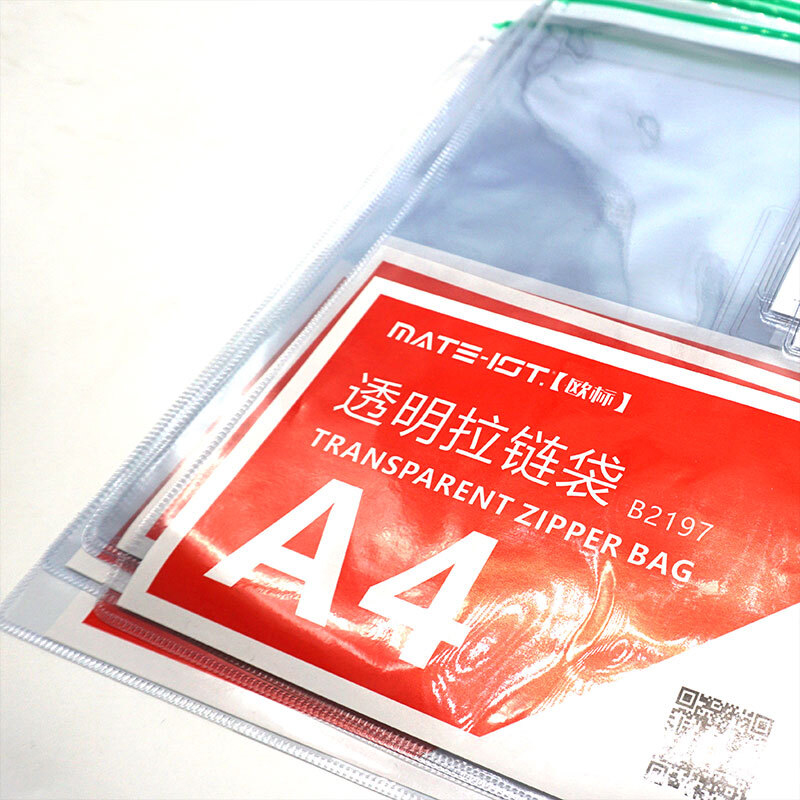 MATE-IST.【欧标】
透明拉链袋
TRANSPARENT ZIPPER BAG
B2197
A4